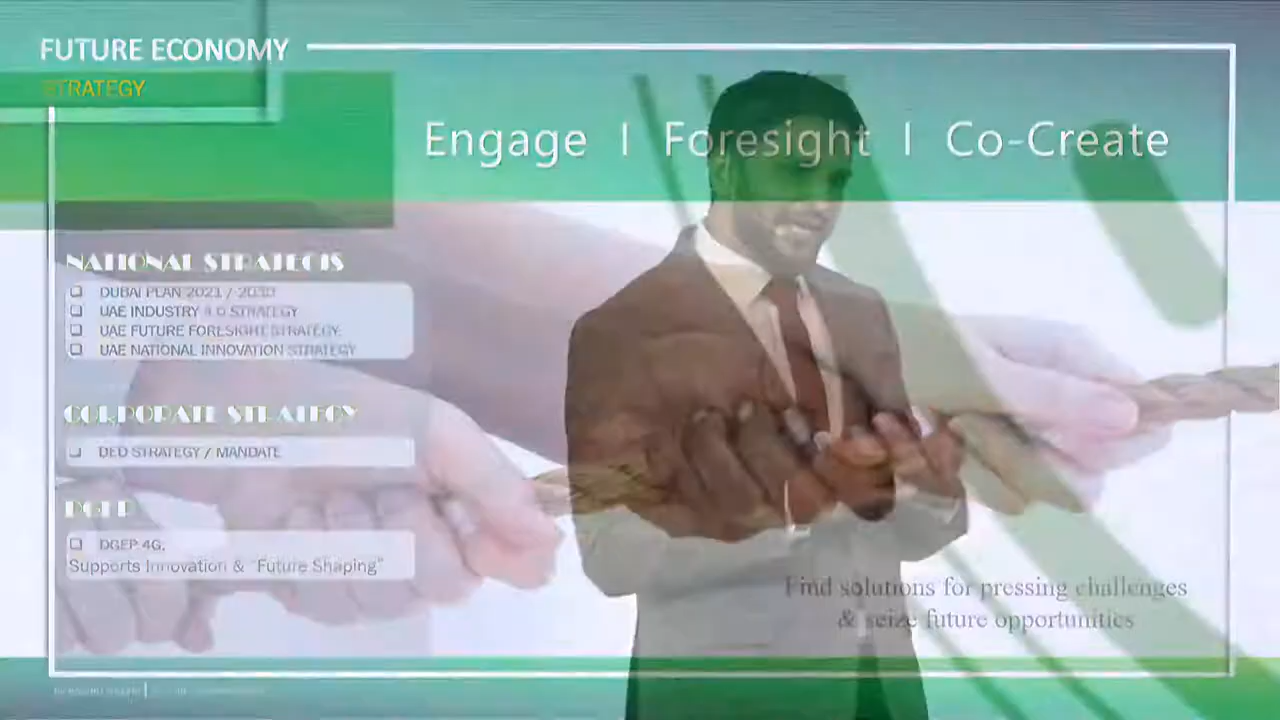 FUTURE ECONOMY
STRATEGY
Engage | Foresight | Co-Create
NATIONAL STRATEGIS
DUBAI PLAN 2021 / 2030
UAE INDUSTRY 4.0 STRATEGY
UAE FUTURE FORESIGHT STRATEGY
UAE NATIONAL INNOVATION STRATEGY
CORPORATE STRATEGY
DED STRATEGY / MANDATE
DGEP
DGEP 4G,
Supports Innovation & "Future Shaping"
Find solutions for pressing challenges
& seize future opportunities